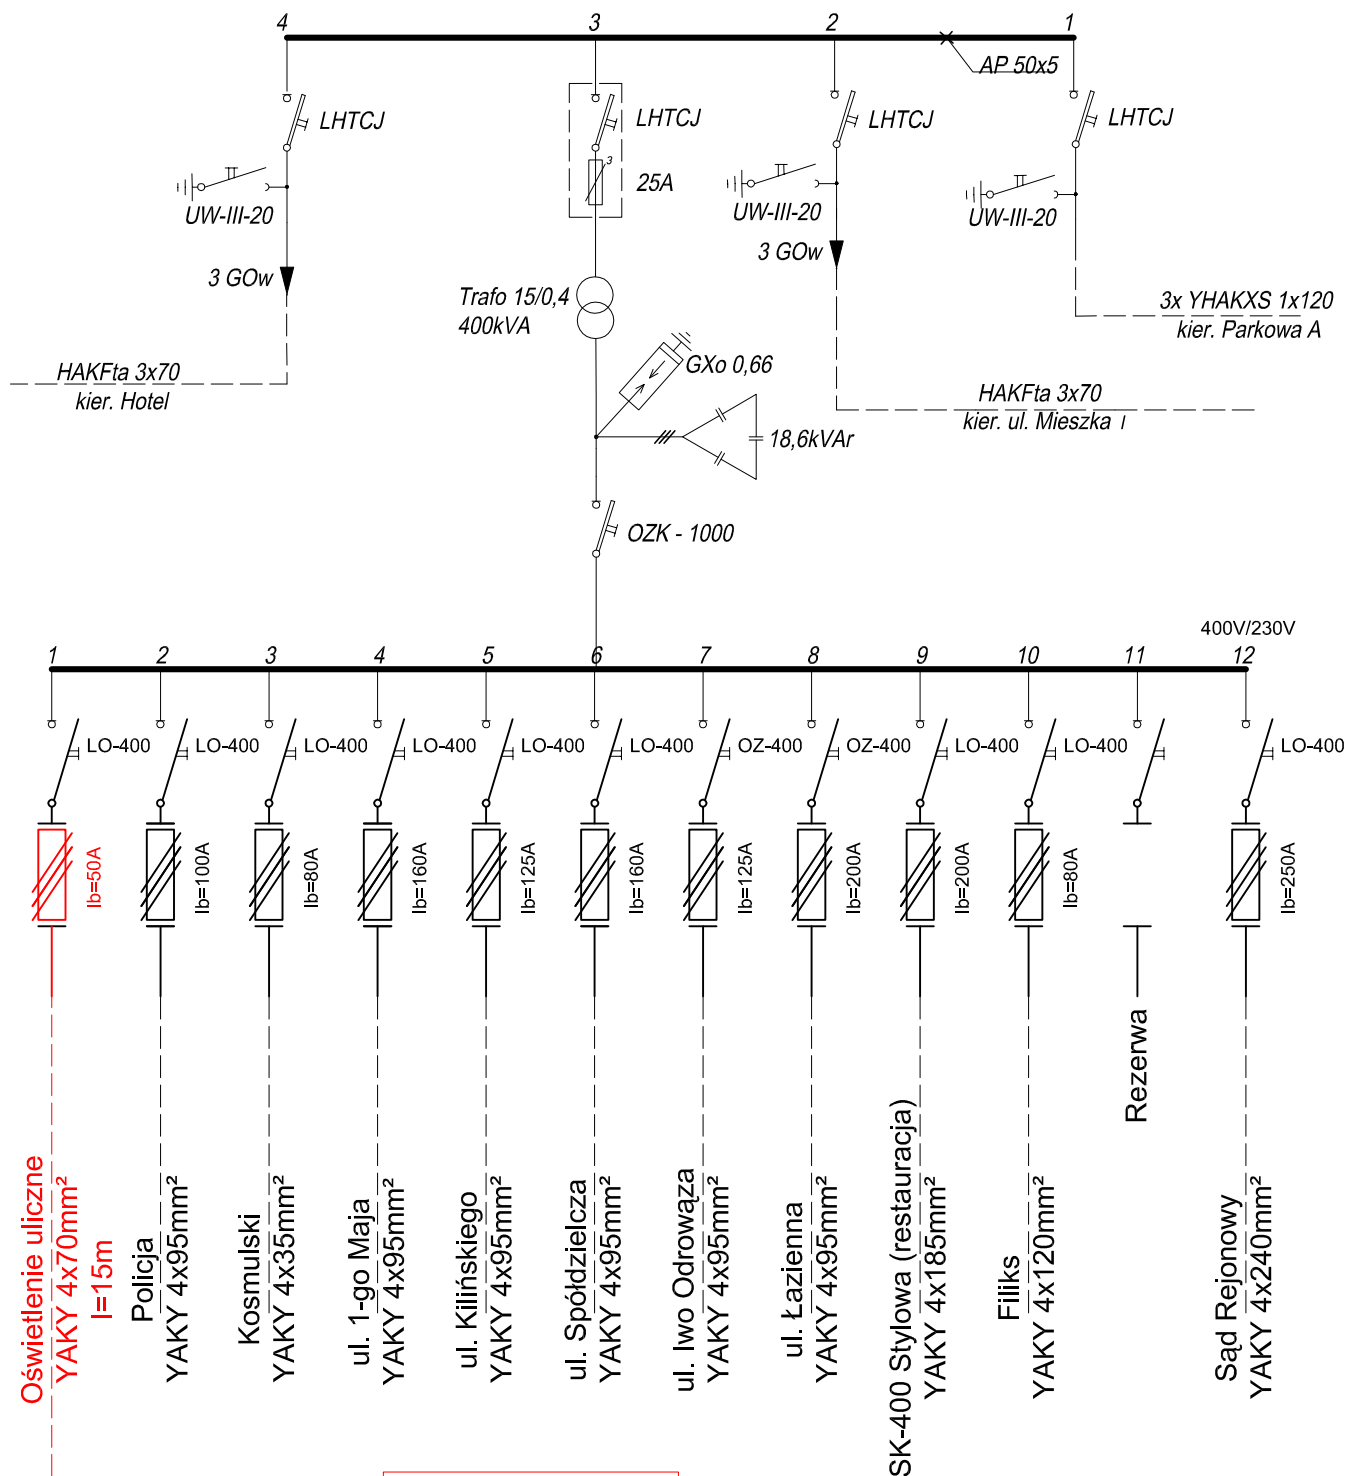 4
3
2
1
AP 50x5
LHTCJ
LHTCJ
LHTCJ
LHTCJ
3
25A
UW-III-20
UW-III-20
UW-III-20
3 GOw
3 GOw
Trafo 15/0,4
400kVA
3x YHAKXS 1x120
kier. Parkowa A
GXo 0,66
HAKFta 3x70
kier. Hotel
HAKFta 3x70
kier. ul. Mieszka I
18,6kVAr
OZK - 1000
400V/230V
1
2
3
4
5
6
7
8
9
10
11
12
LO-400
LO-400
LO-400
LO-400
LO-400
LO-400
OZ-400
OZ-400
LO-400
LO-400
LO-400
Ib=50A
Ib=100A
Ib=80A
Ib=160A
Ib=125A
Ib=160A
Ib=125A
Ib=200A
Ib=200A
Ib=80A
Ib=250A
Oświetlenie uliczne
YAKY 4x70mm²
l=15m
Policja
YAKY 4x95mm²
Kosmulski
YAKY 4x35mm²
ul. 1-go Maja
YAKY 4x95mm²
ul. Kilińskiego
YAKY 4x95mm²
ul. Spółdzielcza
YAKY 4x95mm²
ul. Iwo Odrowąża
YAKY 4x95mm²
ul. Łazienna
YAKY 4x95mm²
SK-400 Stylowa (restauracja)
YAKY 4x185mm²
Filiks
YAKY 4x120mm²
Rezerwa
Sąd Rejonowy
YAKY 4x240mm²